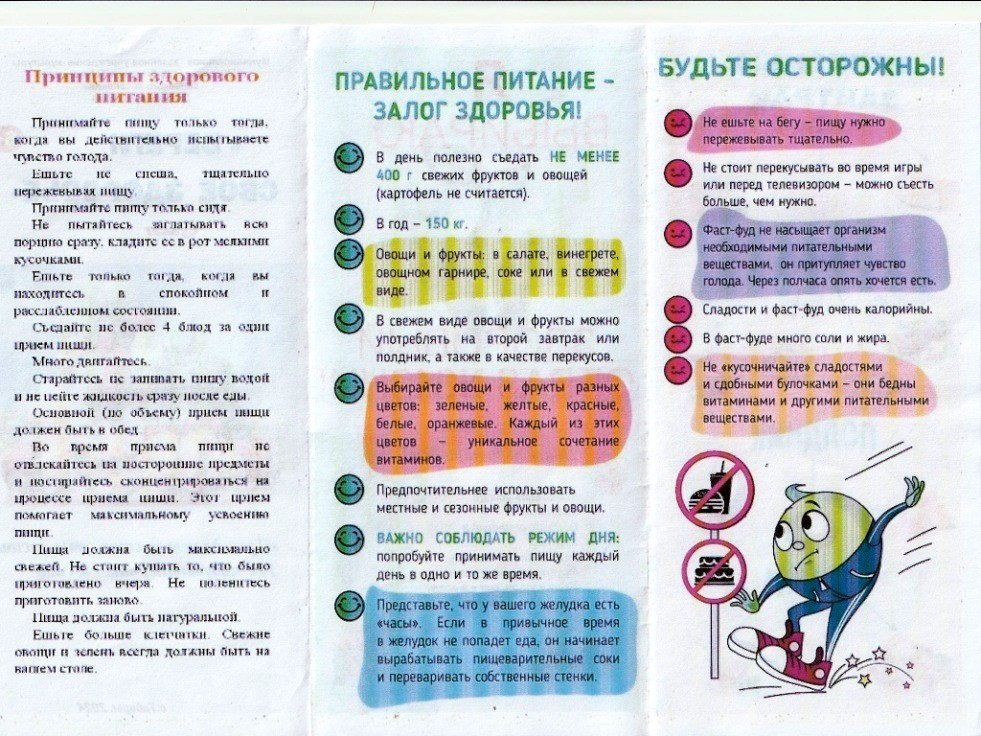 Принципы здорового
питания
Принимайте пищу только тогда,
когда вы действительно испытываете
чувство голода.
Ешьте не спеша, тщательно
пережевывая пищу.
Принимайте пищу только сидя.
Не пытайтесь заглатывать всю
порцию сразу, кладите ее в рот мелкими
кусочками.
Ешьте только тогда, когда вы
находитесь в спокойном и
расслабленном состоянии.
Съедайте не более 4 блюд за один
прием пищи.
Много двигайтесь.
Старайтесь не запивать пищу водой
и не пейте жидкость сразу после еды.
Основной (по объему) прием пищи
должен быть в обед.
Во время приема пищи не
отвлекайтесь на посторонние предметы
и постарайтесь сконцентрироваться на
процессе приема пищи. Этот прием
помогает максимальному усвоению
пищи.
Пища должна быть максимально
свежей. Не стоит кушать то, что было
приготовлено вчера. Не поленитесь
приготовить заново.
Пища должна быть натуральной.
Ешьте больше клетчатки. Свежие
овощи и зелень всегда должны быть на
вашем столе.
ПРАВИЛЬНОЕ ПИТАНИЕ –
ЗАЛОГ ЗДОРОВЬЯ!
В день полезно съедать НЕ МЕНЕЕ
400 г свежих фруктов и овощей
(картофель не считается).
В год – 150 кг.
Овощи и фрукты: в салате, винегрете,
овощном гарнире, соке или в свежем
виде.
В свежем виде овощи и фрукты можно
употреблять на второй завтрак или
полдник, а также в качестве перекусов.
Выбирайте овощи и фрукты разных
цветов: зеленые, желтые, красные,
белые, оранжевые. Каждый из этих
цветов – уникальное сочетание
витаминов.
Предпочтительнее использовать
местные и сезонные фрукты и овощи.
ВАЖНО СОБЛЮДАТЬ РЕЖИМ ДНЯ:
попробуйте принимать пищу каждый
день в одно и то же время.
Представьте, что у вашего желудка есть
«часы». Если в привычное время
в желудок не попадет еда, он начинает
вырабатывать пищеварительные соки
и переваривать собственные стенки.
БУДЬТЕ ОСТОРОЖНЫ!
Не ешьте на бегу – пищу нужно
пережевывать тщательно.
Не стоит перекусывать во время игры
или перед телевизором – можно съесть
больше, чем нужно.
Фаст-фуд не насыщает организм
необходимыми питательными
веществами, он притупляет чувство
голода. Через полчаса опять хочется есть.
Сладости и фаст-фуд очень калорийны.
В фаст-фуде много соли и жира.
Не «кусочничайте» сладостями
и сдобными булочками – они бедны
витаминами и другими питательными
веществами.